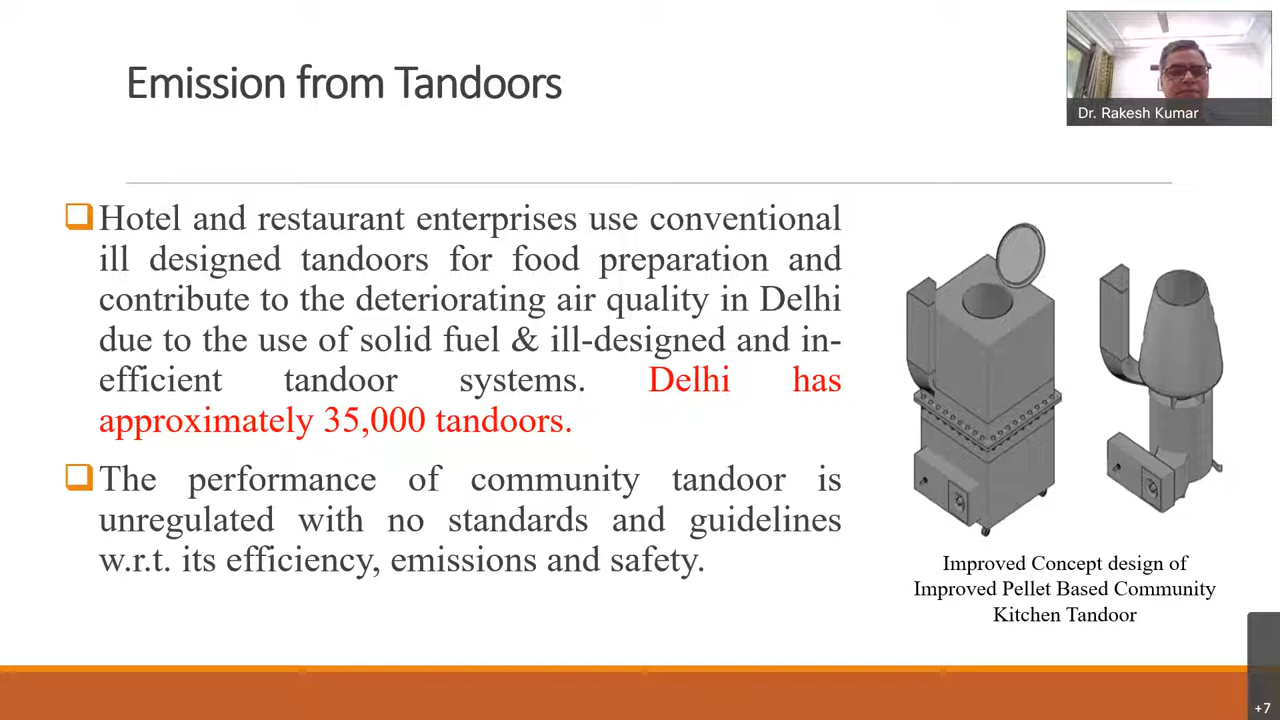 Emission from Tandoors
Dr. Rakesh Kumar
Hotel and restaurant enterprises use conventional
ill designed tandoors for food preparation and
contribute to the deteriorating air quality in Delhi
due to the use of solid fuel & ill-designed and in-
efficient tandoor systems. Delhi has
approximately 35,000 tandoors.
The performance of community tandoor is
unregulated with no standards and guidelines
w.r.t. its efficiency, emissions and safety.
Improved Concept design of
Improved Pellet Based Community
Kitchen Tandoor
+7